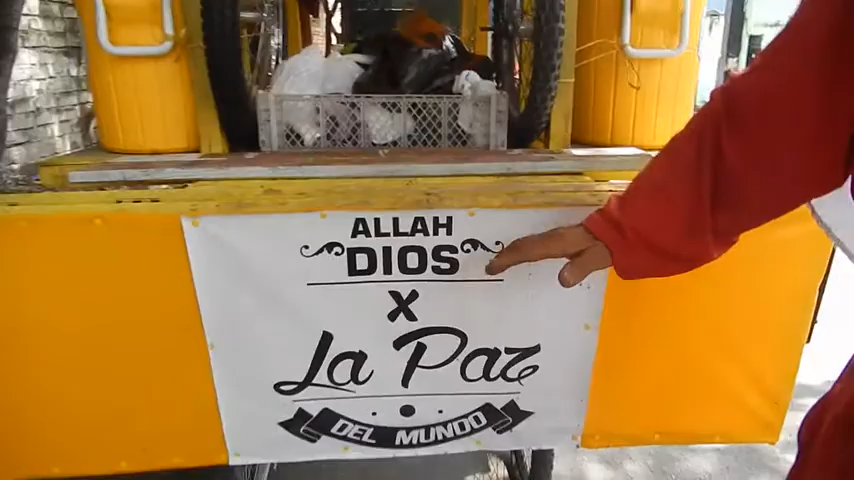 ALLAH
DIOS
X
La Paz
DEL MUNDO